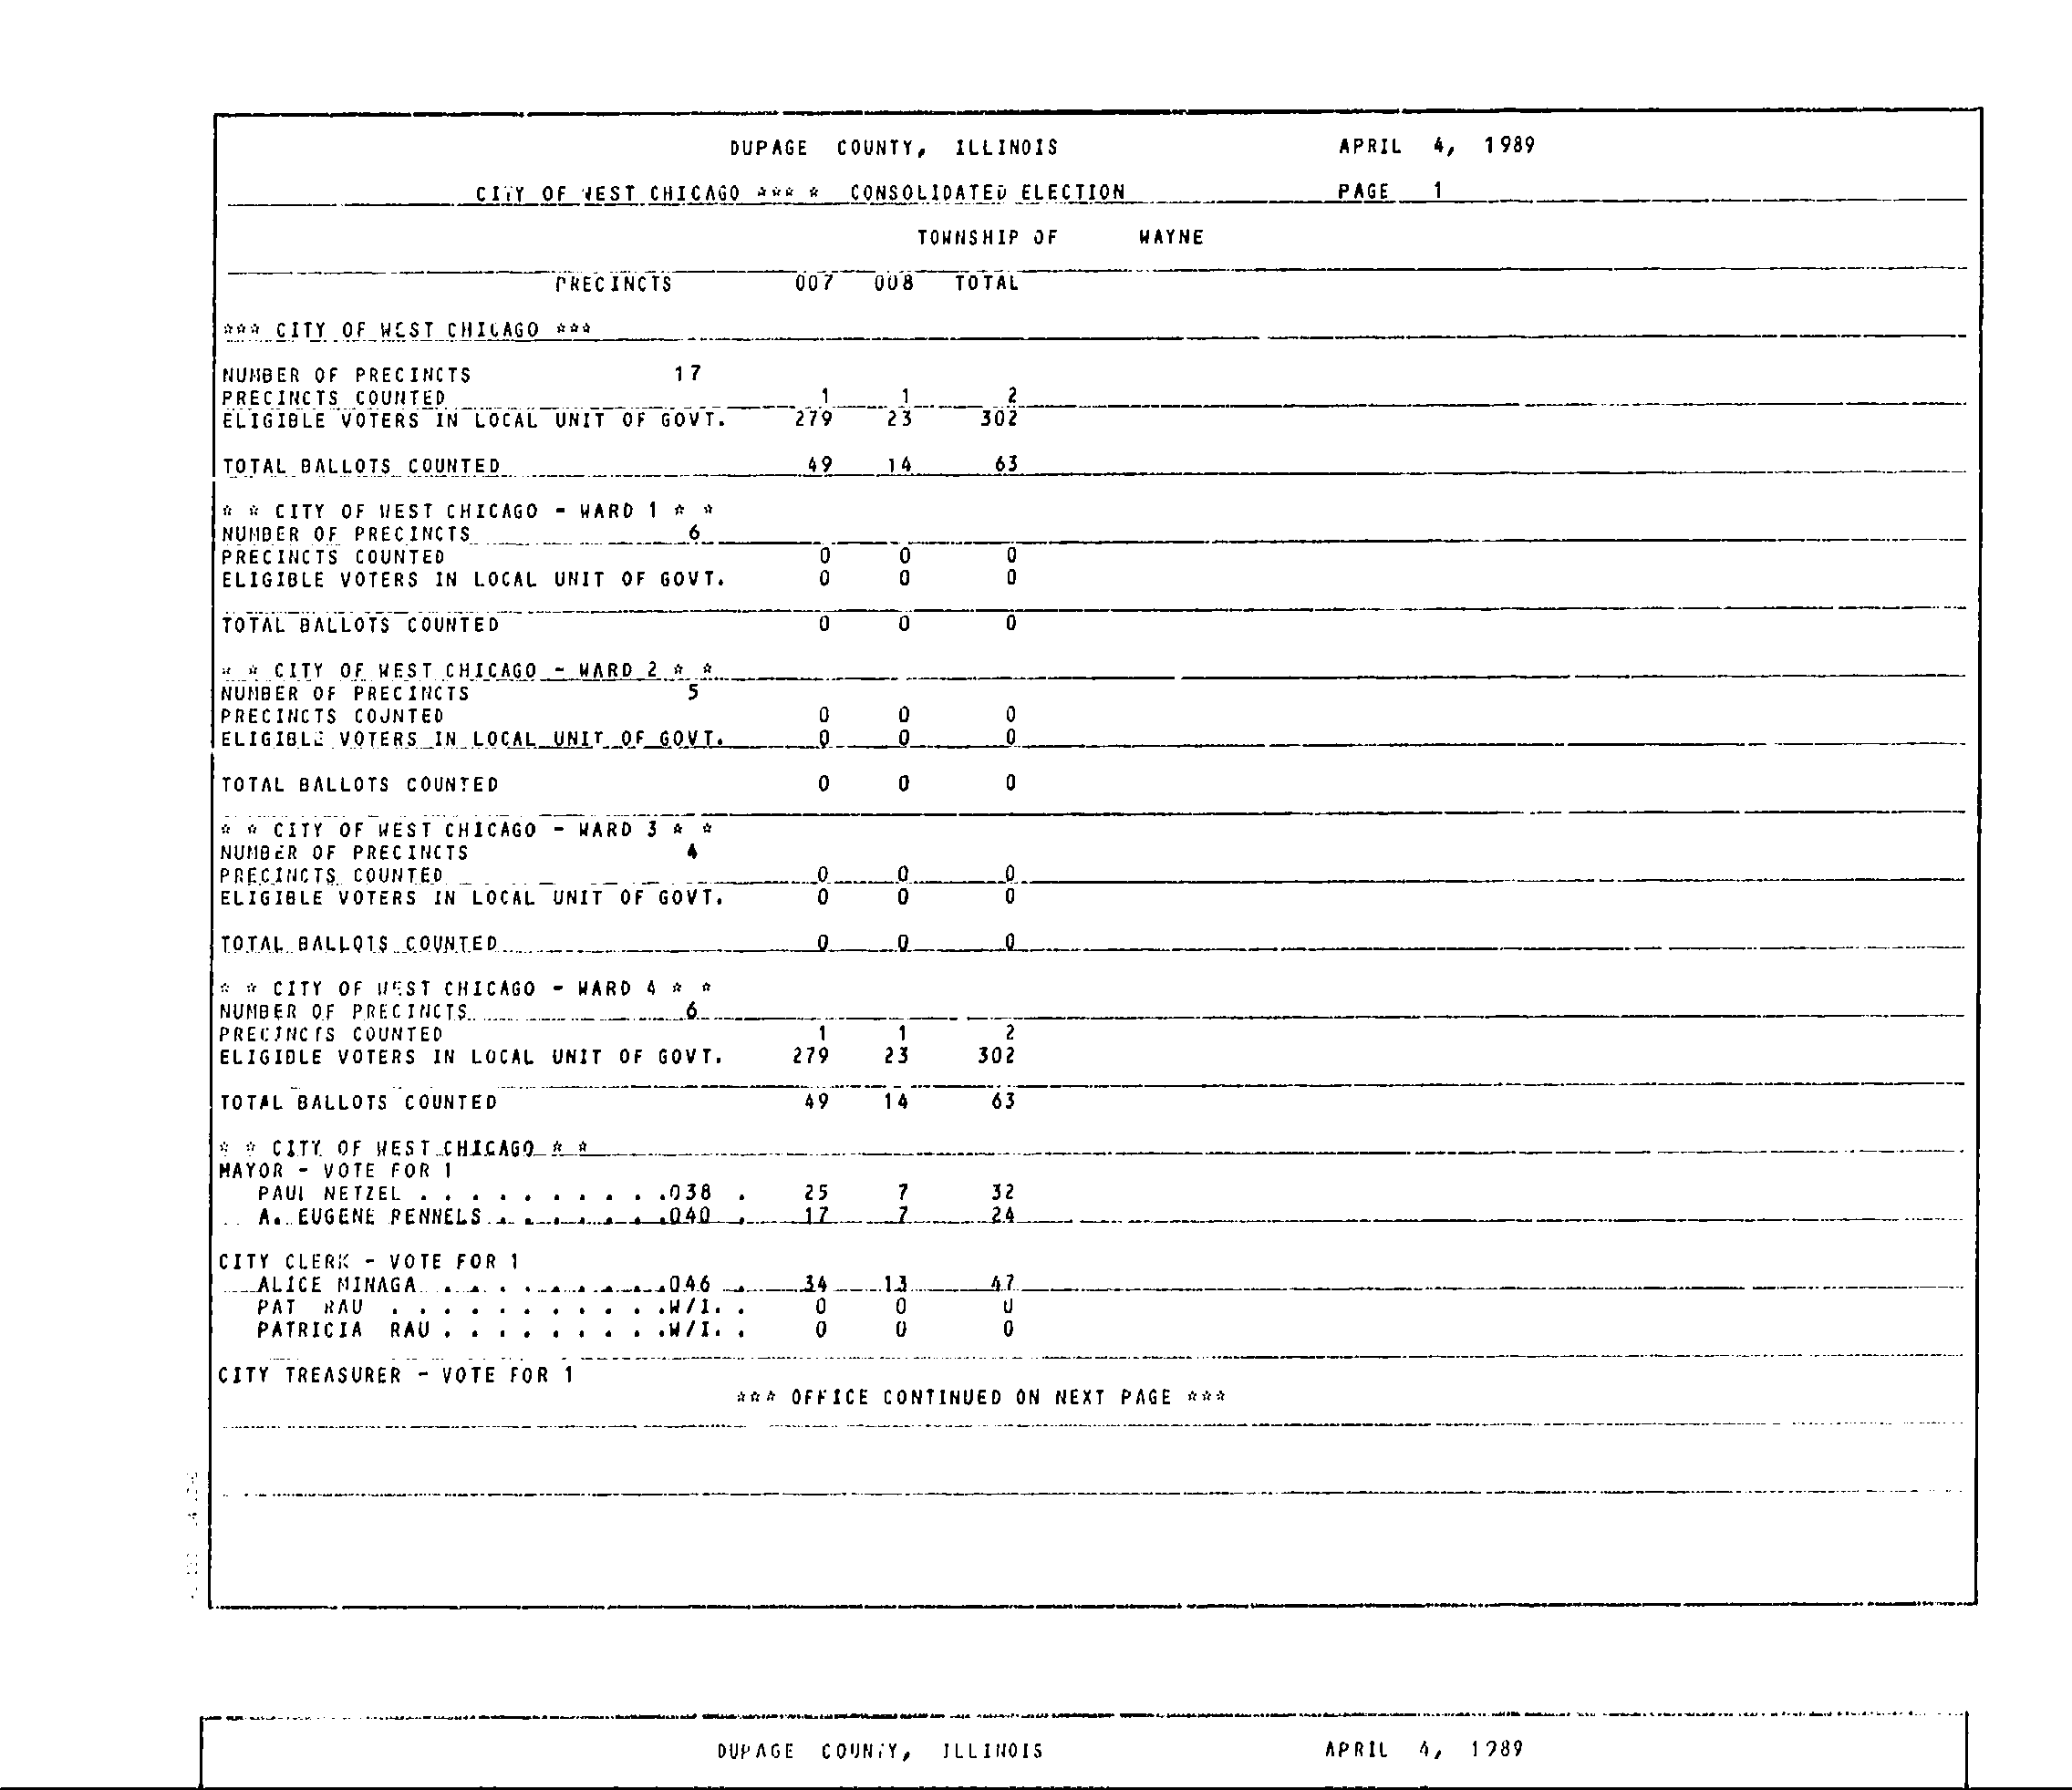 DUPAGE COUNTY, ILLINOIS APRIL 4, 1989
CITY OF WEST CHICAGO *** * CONSOLIDATED ELECTION PAGE 1
TOWNSHIP OF WAYNE
PRECINCTS 007 008 TOTAL
*** CITY OF WEST CHICAGO ***
NUMBER OF PRECINCTS 17
PRECINCTS COUNTED 1 1 2
ELIGIBLE VOTERS IN LOCAL UNIT OF GOVT. 279 23 302
TOTAL BALLOTS COUNTED 49 14 63
* * CITY OF WEST CHICAGO - WARD 1 * *
NUMBER OF PRECINCTS 6
PRECINCTS COUNTED 0 0 0
ELIGIBLE VOTERS IN LOCAL UNIT OF GOVT. 0 0 0
TOTAL BALLOTS COUNTED 0 0 0
* * CITY OF WEST CHICAGO - WARD 2 * *
NUMBER OF PRECINCTS 5
PRECINCTS COUNTED 0 0 0
ELIGIBLE VOTERS IN LOCAL UNIT OF GOVT. 0 0 0
TOTAL BALLOTS COUNTED 0 0 0
* * CITY OF WEST CHICAGO - WARD 3 * *
NUMBER OF PRECINCTS 4
PRECINCTS COUNTED 0 0 0
ELIGIBLE VOTERS IN LOCAL UNIT OF GOVT. 0 0 0
TOTAL BALLOTS COUNTED 0 0 0
* * CITY OF WEST CHICAGO - WARD 4 * *
NUMBER OF PRECINCTS 6
PRECINCTS COUNTED 1 1 2
ELIGIBLE VOTERS IN LOCAL UNIT OF GOVT. 279 23 302
TOTAL BALLOTS COUNTED 49 14 63
* * CITY OF WEST CHICAGO * *
MAYOR - VOTE FOR 1
PAUL NETZEL . . . . . . . . . .038 . 25 7 32
A. EUGENE RENNELS . . . . . . .040 . 17 7 24
CITY CLERK - VOTE FOR 1
ALICE MINAGA . . . . . . . . . .046 . 34 13 47
PAT RAU . . . . . . . . . . .W/I. . 0 0 0
PATRICIA RAU . . . . . . . . .W/I. . 0 0 0
CITY TREASURER - VOTE FOR 1
*** OFFICE CONTINUED ON NEXT PAGE ***
DUPAGE COUNTY, ILLINOIS APRIL 4, 1989